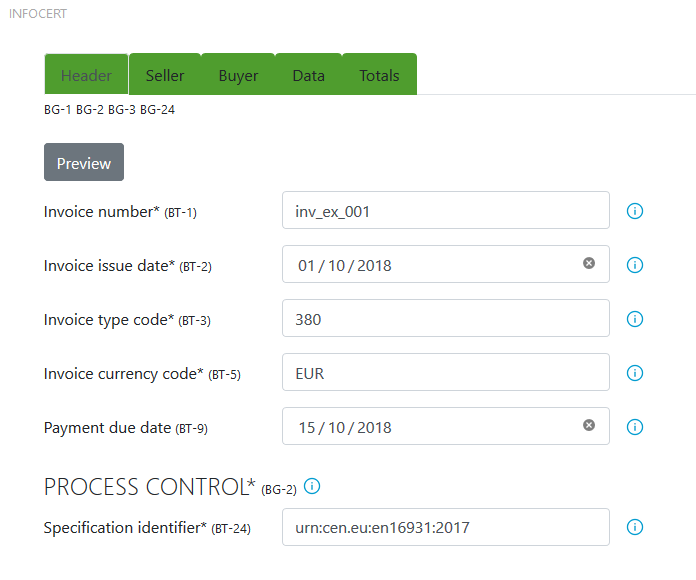 INFOCERT
Header Seller Buyer Data Totals
BG-1 BG-2 BG-3 BG-24
Preview
Invoice number* (BT-1) inv_ex_001
Invoice issue date* (BT-2) 01 / 10 / 2018
Invoice type code* (BT-3) 380
Invoice currency code* (BT-5) EUR
Payment due date (BT-9) 15 / 10 / 2018
PROCESS CONTROL* (BG-2)
Specification identifier* (BT-24) urn:cen.eu:en16931:2017